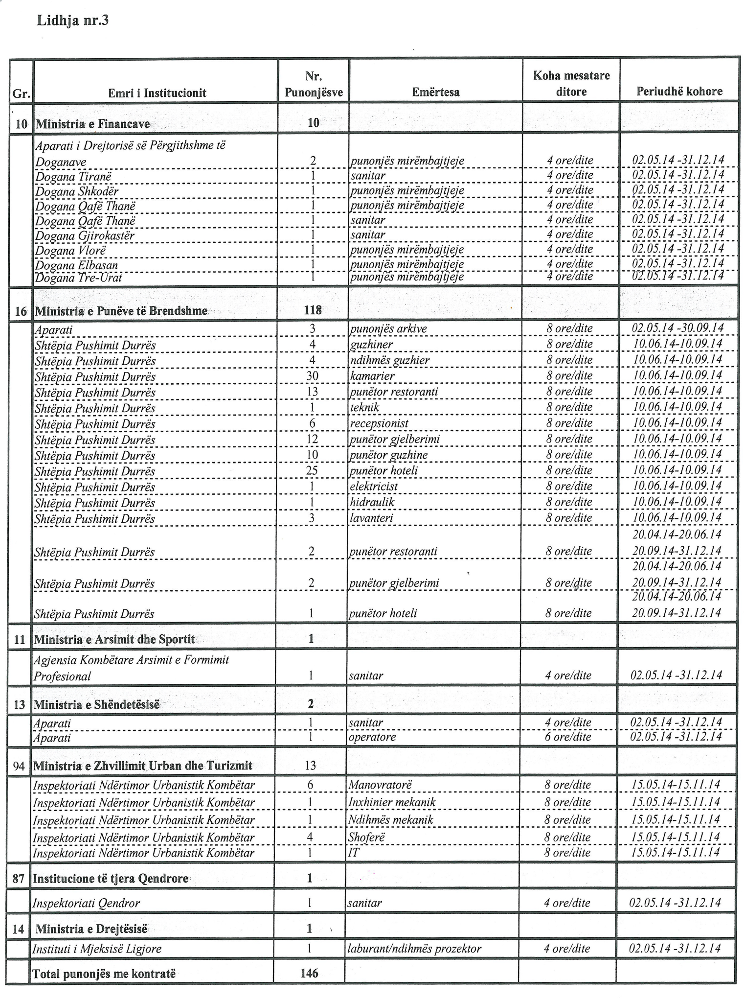 Lidhja nr.3
Gr. Emri i Institucionit Nr. Punonjësve Emërtesa Koha mesatare ditore Periudhë kohore
10 Ministria e Financave 10
Aparati i Drejtorisë së Përgjithshme të
Doganave 2 punonjës mirëmbajtjeje 4 ore/dite 02.05.14 -31.12.14
Dogana Tiranë 1 sanitar 4 ore/dite 02.05.14 -31.12.14
Dogana Shkodër 1 punonjës mirëmbajtjeje 4 ore/dite 02.05.14 -31.12.14
Dogana Qafë Thanë 1 punonjës mirëmbajtjeje 4 ore/dite 02.05.14 -31.12.14
Dogana Qafë Thanë 1 sanitar 4 ore/dite 02.05.14 -31.12.14
Dogana Gjirokastër 1 sanitar 4 ore/dite 02.05.14 -31.12.14
Dogana Vlorë 1 punonjës mirëmbajtjeje 4 ore/dite 02.05.14 -31.12.14
Dogana Elbasan 1 punonjës mirëmbajtjeje 4 ore/dite 02.05.14 -31.12.14
Dogana Tre-Urat 1 punonjës mirëmbajtjeje 4 ore/dite 02.05.14 -31.12.14
16 Ministria e Punëve të Brendshme 118
Aparati 3 punonjës arkive 8 ore/dite 02.05.14 -30.09.14
Shtëpia Pushimit Durrës 4 guzhiner 8 ore/dite 10.06.14-10.09.14
Shtëpia Pushimit Durrës 4 ndihmës guzhier 8 ore/dite 10.06.14-10.09.14
Shtëpia Pushimit Durrës 30 kamarier 8 ore/dite 10.06.14-10.09.14
Shtëpia Pushimit Durrës 13 punëtor restoranti 8 ore/dite 10.06.14-10.09.14
Shtëpia Pushimit Durrës 1 teknik 8 ore/dite 10.06.14-10.09.14
Shtëpia Pushimit Durrës 6 recepsionist 8 ore/dite 10.06.14-10.09.14
Shtëpia Pushimit Durrës 12 punëtor gjelberimi 8 ore/dite 10.06.14-10.09.14
Shtëpia Pushimit Durrës 10 punëtor guzhine 8 ore/dite 10.06.14-10.09.14
Shtëpia Pushimit Durrës 25 punëtor hoteli 8 ore/dite 10.06.14-10.09.14
Shtëpia Pushimit Durrës 1 elektricist 8 ore/dite 10.06.14-10.09.14
Shtëpia Pushimit Durrës 1 hidraulik 8 ore/dite 10.06.14-10.09.14
Shtëpia Pushimit Durrës 3 lavanteri 8 ore/dite 10.06.14-10.09.14
20.04.14-20.06.14
Shtëpia Pushimit Durrës 2 punëtor restoranti 8 ore/dite 20.09.14-31.12.14
20.04.14-20.06.14
Shtëpia Pushimit Durrës 2 punëtor gjelberimi 8 ore/dite 20.09.14-31.12.14
20.04.14-20.06.14
Shtëpia Pushimit Durrës 1 punëtor hoteli 8 ore/dite 20.09.14-31.12.14
11 Ministria e Arsimit dhe Sportit 1
Agjensia Kombëtare Arsimit e Formimit
Profesional 1 sanitar 4 ore/dite 02.05.14 -31.12.14
13 Ministria e Shëndetësisë 2
Aparati 1 sanitar 4 ore/dite 02.05.14 -31.12.14
Aparati 1 operatore 6 ore/dite 02.05.14 -31.12.14
94 Ministria e Zhvillimit Urban dhe Turizmit 13
Inspektoriati Ndërtimor Urbanistik Kombëtar 6 Manovratorë 8 ore/dite 15.05.14-15.11.14
Inspektoriati Ndërtimor Urbanistik Kombëtar 1 Inxhinier mekanik 8 ore/dite 15.05.14-15.11.14
Inspektoriati Ndërtimor Urbanistik Kombëtar 1 Ndihmës mekanik 8 ore/dite 15.05.14-15.11.14
Inspektoriati Ndërtimor Urbanistik Kombëtar 4 Shoferë 8 ore/dite 15.05.14-15.11.14
Inspektoriati Ndërtimor Urbanistik Kombëtar 1 IT 8 ore/dite 15.05.14-15.11.14
87 Institucione të tjera Qendrore 1
Inspektoriati Qendror 1 sanitar 4 ore/dite 02.05.14 -31.12.14
14 Ministria e Drejtësisë 1
Instituti i Mjeksisë Ligjore 1 laburant/ndihmës prozektor 4 ore/dite 02.05.14 -31.12.14
Total punonjës me kontratë 146